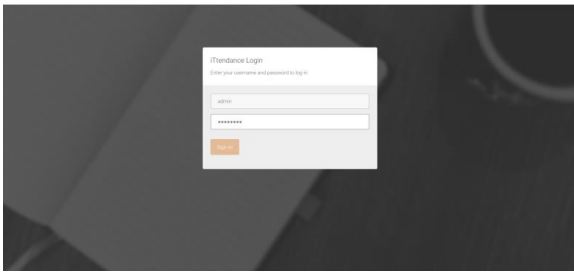 iTtendance Login
Enter your username and password to log in
admin
********
Sign in